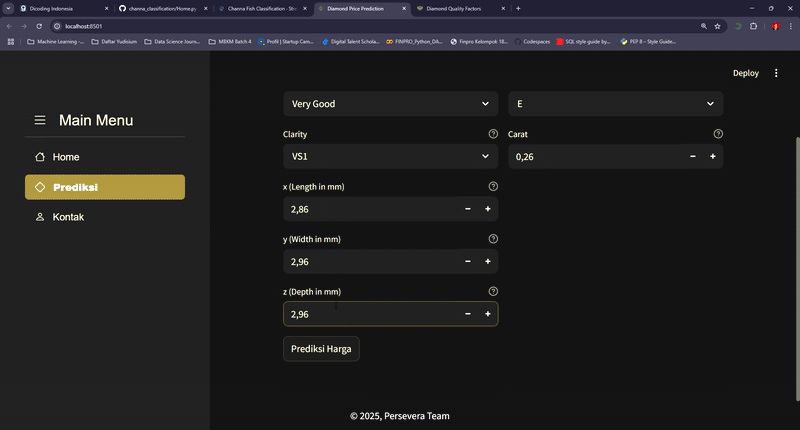 Dicoding Indonesia
channa_classification/Home.py
Channa Fish Classification - Str
Diamond Price Prediction
Diamond Quality Factors
localhost:8501
Machine Learning -...
Daftar Yudisium
Data Science Journ...
MBKM Batch 4
Profil | Startup Cam...
Digital Talent Schola...
FINPRO_Python_DA...
Finpro Kelompok 18...
Codespaces
SQL style guide by...
PEP 8 – Style Guide...
Deploy
Main Menu
Home
Prediksi
Kontak
Very Good
E
Clarity
Carat
VS1
0,26
x (Length in mm)
2,86
y (Width in mm)
2,96
z (Depth in mm)
2,96
Prediksi Harga
© 2025, Persevera Team